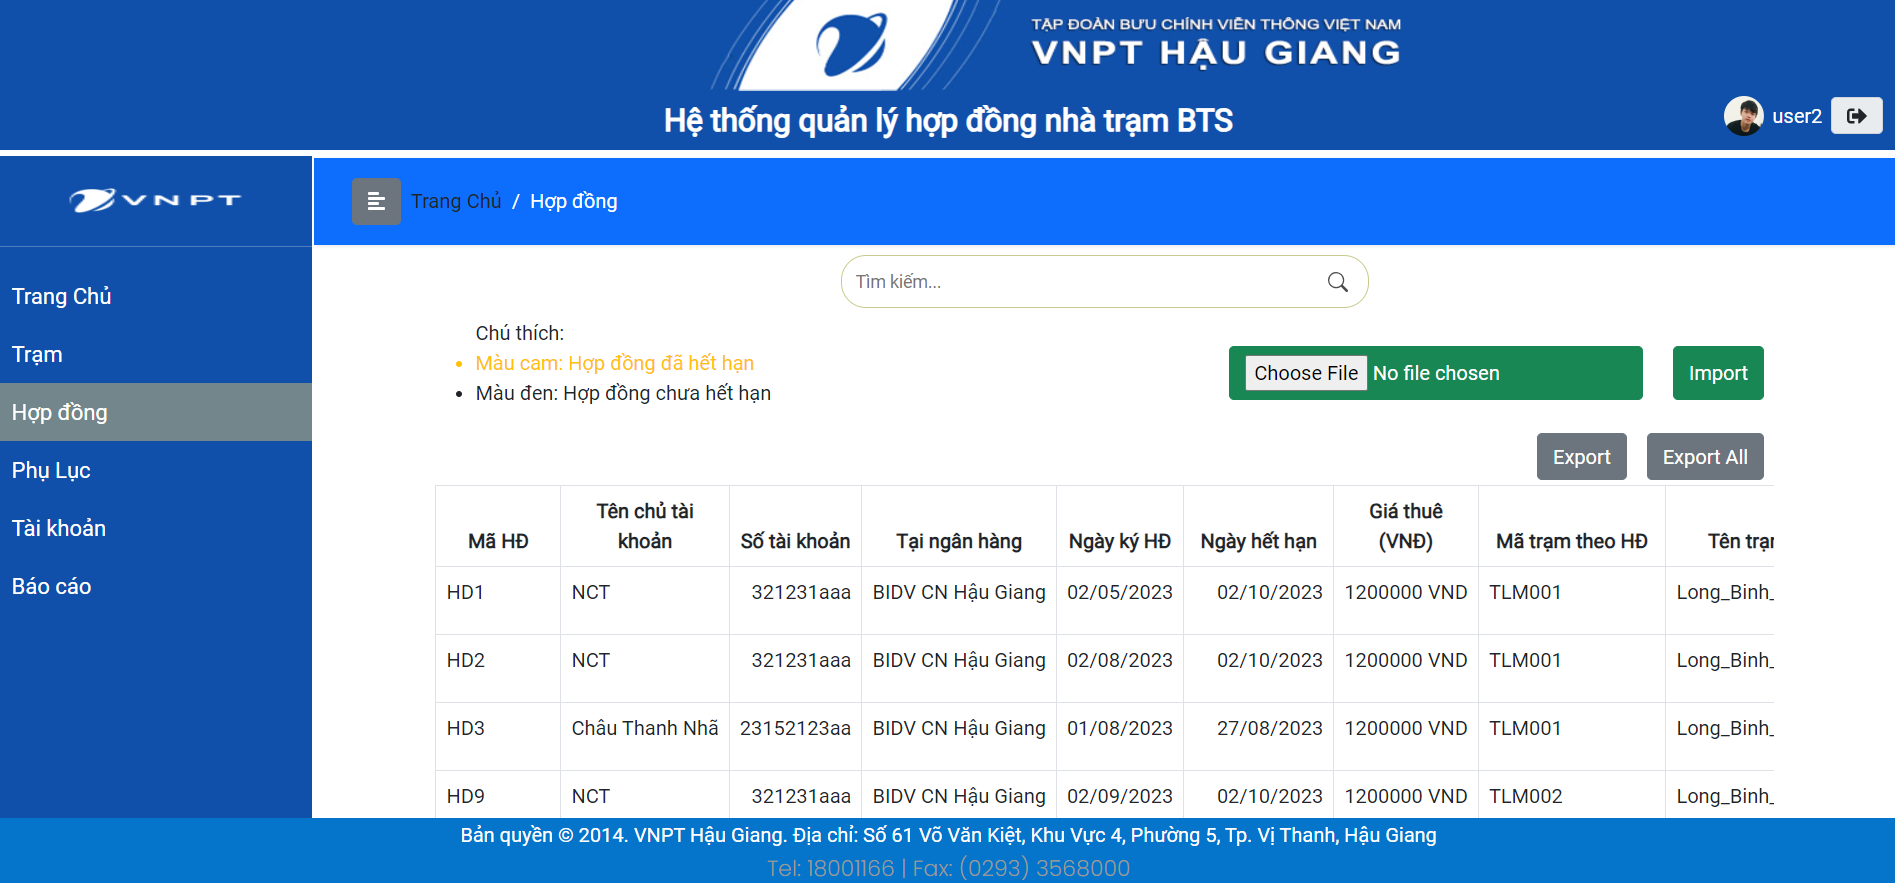 TẬP ĐOÀN BƯU CHÍNH VIỄN THÔNG VIỆT NAM
VNPT HẬU GIANG
Hệ thống quản lý hợp đồng nhà trạm BTS
user2
VNPT
Trang Chủ / Hợp đồng
Trang Chủ
Trạm
Hợp đồng
Phụ Lục
Tài khoản
Báo cáo
Tìm kiếm...
Chú thích:
Màu cam: Hợp đồng đã hết hạn
Màu đen: Hợp đồng chưa hết hạn
Choose File No file chosen
Import
Export Export All
Mã HĐ Tên chủ tài khoản Số tài khoản Tại ngân hàng Ngày ký HĐ Ngày hết hạn Giá thuê (VNĐ) Mã trạm theo HĐ Tên trạ
HD1 NCT 321231aaa BIDV CN Hậu Giang 02/05/2023 02/10/2023 1200000 VND TLM001 Long_Binh_
HD2 NCT 321231aaa BIDV CN Hậu Giang 02/08/2023 02/10/2023 1200000 VND TLM001 Long_Binh_
HD3 Châu Thanh Nhã 23152123aa BIDV CN Hậu Giang 01/08/2023 27/08/2023 1200000 VND TLM001 Long_Binh_
HD9 NCT 321231aaa BIDV CN Hậu Giang 02/09/2023 02/10/2023 1200000 VND TLM002 Long_Binh_
Bản quyền © 2014. VNPT Hậu Giang. Địa chỉ: Số 61 Võ Văn Kiệt, Khu Vực 4, Phường 5, Tp. Vị Thanh, Hậu Giang
Tel: 18001166 | Fax: (0293) 3568000